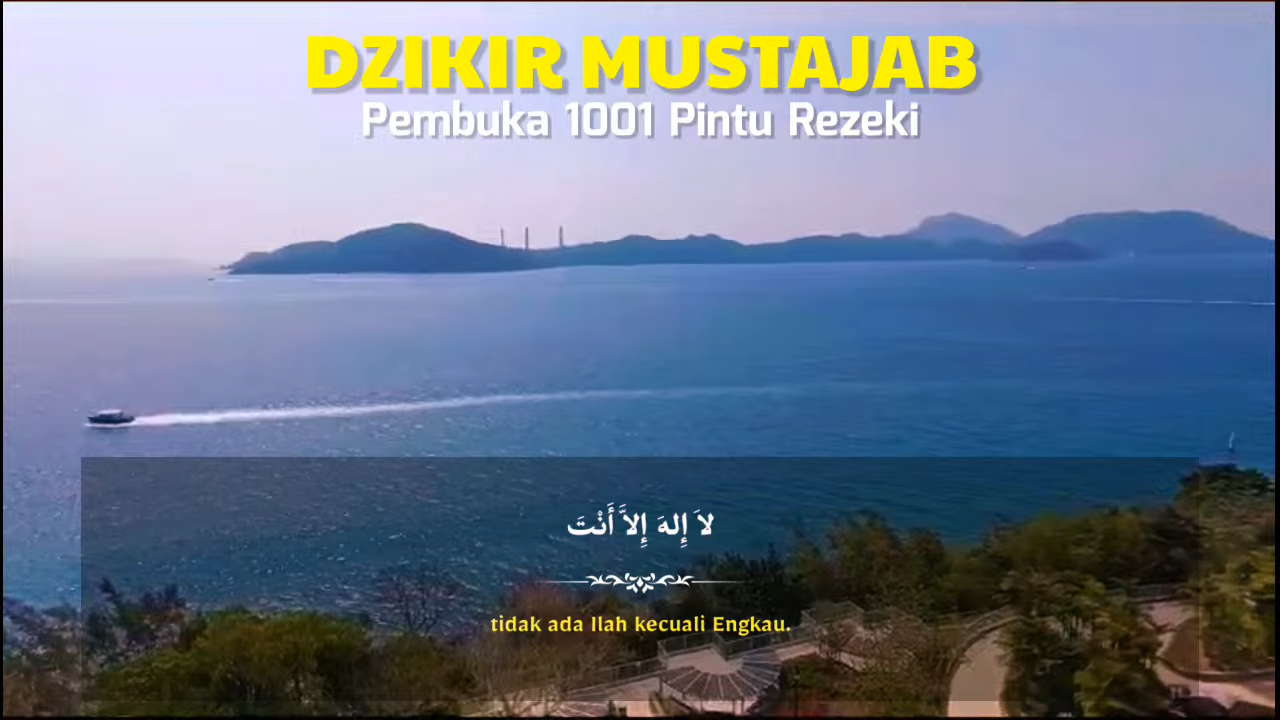 DZIKIR MUSTAJAB
Pembuka 1001 Pintu Rezeki
لاَ إِلهَ إِلاَّ أَنْتَ
tidak ada Ilah kecuali Engkau.